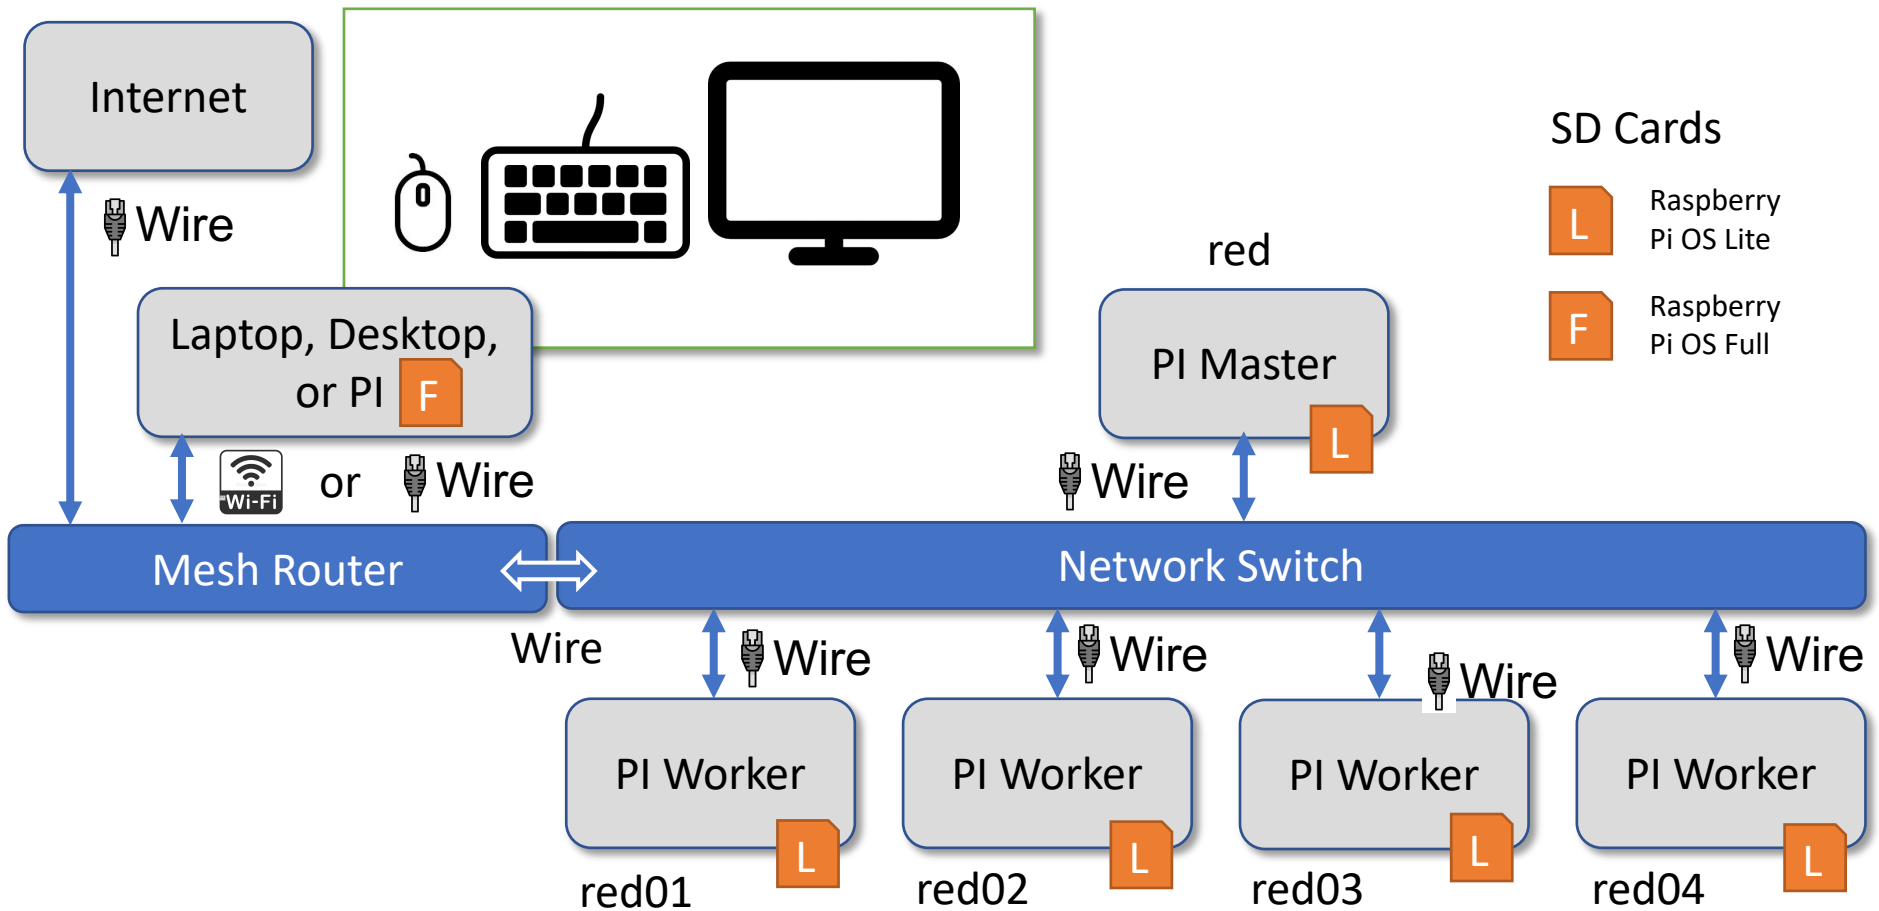 Internet
Wire
SD Cards
L
Raspberry
Pi OS Lite
F
Raspberry
Pi OS Full
red
Laptop, Desktop,
or PI
F
PI Master
L
Wi-Fi
or
Wire
Wire
Mesh Router
Network Switch
Wire
Wire
Wire
Wire
Wire
PI Worker
L
red01
PI Worker
L
red02
PI Worker
L
red03
PI Worker
L
red04